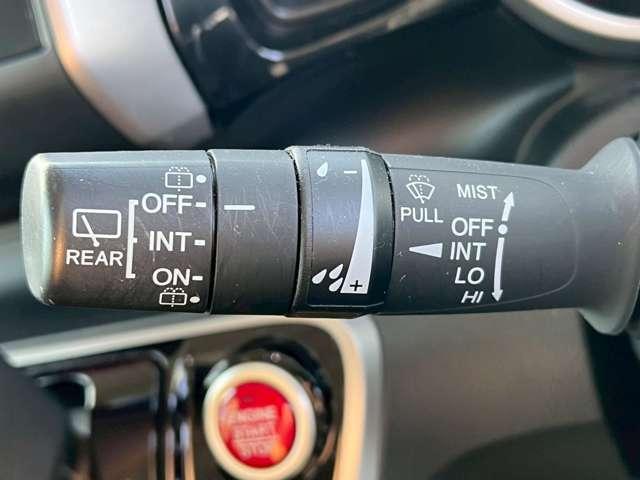 REAR
OFF
INT
ON
-
+
PULL
MIST
OFF
INT
LO
HI
ENGINE
START
STOP